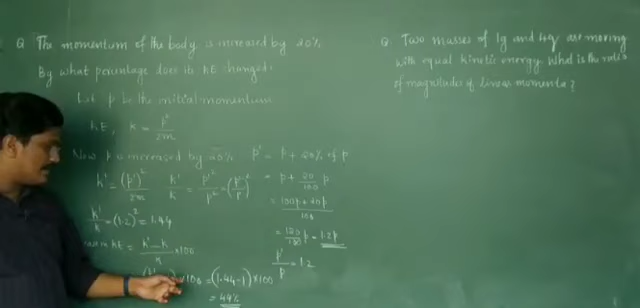 Q The momentum of the body is increased by 20%
By what percentage does its KE changed.
Let p be the initial momentum
KE, K = p²/2m
Now p is increased by 20% p' = p + 20% of p
= p + 20/100 p
= 100p + 20p / 100
= 120/100 p = 1.2p
p'/p = 1.2
K' = (p')²/2m K'/K = p'²/p² = (p'/p)²
K'/K = (1.2)² = 1.44
KE = K' - K / K × 100
× 100 = (1.44 - 1) × 100
= 44%
Q. Two masses of 1g and 4g are moving
with equal kinetic energy. What is the ratio
of magnitudes of linear momenta?